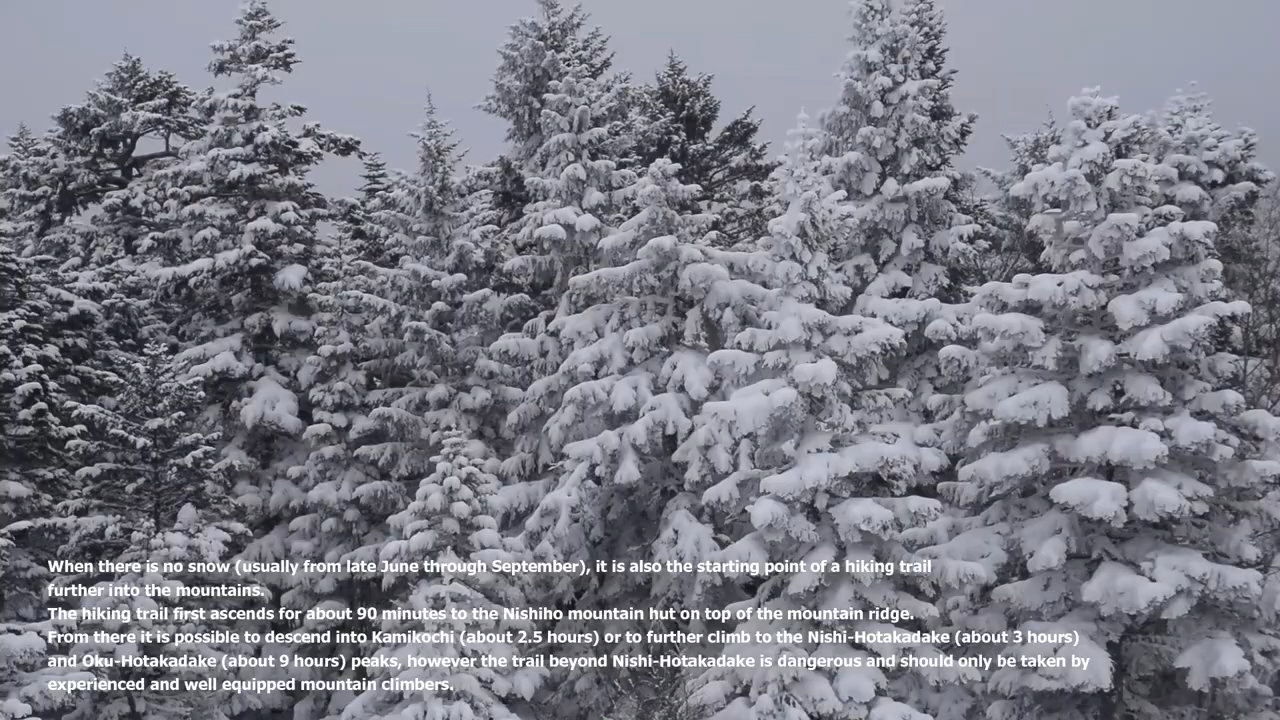 When there is no snow (usually from late June through September), it is also the starting point of a hiking trail
further into the mountains.
The hiking trail first ascends for about 90 minutes to the Nishiho mountain hut on top of the mountain ridge.
From there it is possible to descend into Kamikochi (about 2.5 hours) or to further climb to the Nishi-Hotakadake (about 3 hours)
and Oku-Hotakadake (about 9 hours) peaks, however the trail beyond Nishi-Hotakadake is dangerous and should only be taken by
experienced and well equipped mountain climbers.